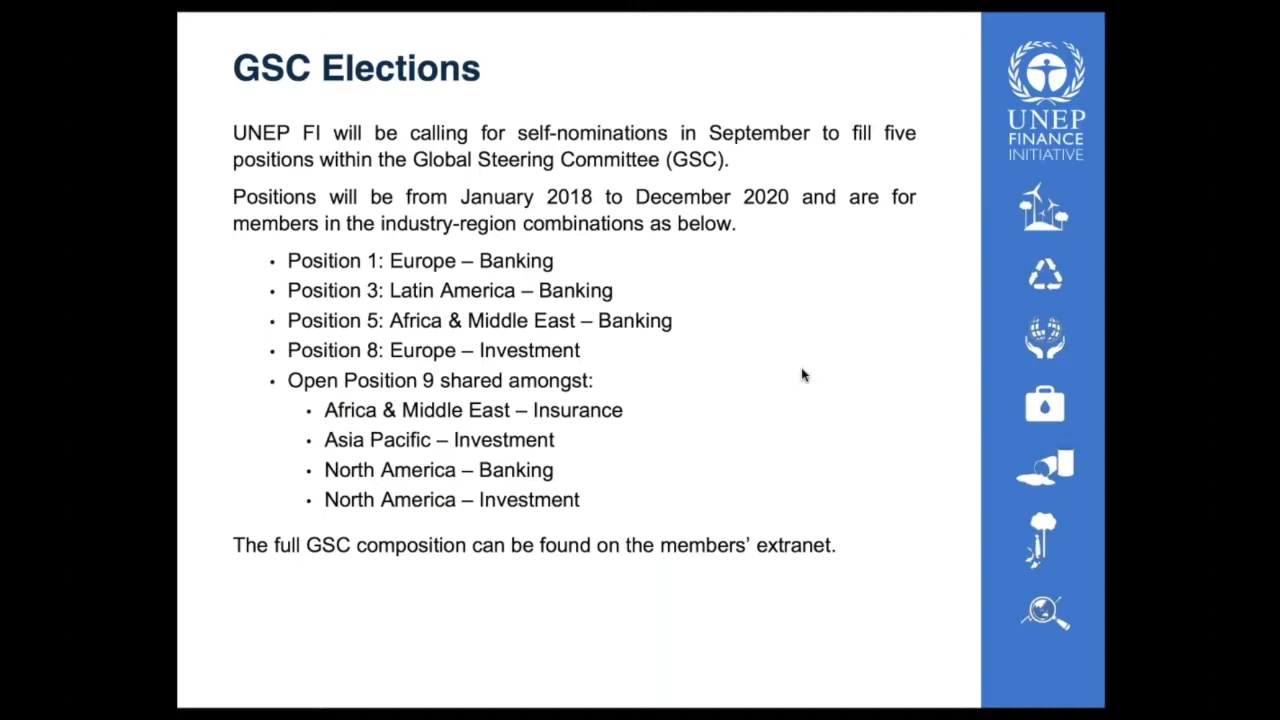 GSC Elections
UNEP FI will be calling for self-nominations in September to fill five
positions within the Global Steering Committee (GSC).
Positions will be from January 2018 to December 2020 and are for
members in the industry-region combinations as below.
• Position 1: Europe – Banking
• Position 3: Latin America – Banking
• Position 5: Africa & Middle East – Banking
• Position 8: Europe – Investment
• Open Position 9 shared amongst:
• Africa & Middle East – Insurance
• Asia Pacific – Investment
• North America – Banking
• North America – Investment
The full GSC composition can be found on the members’ extranet.
UNEP
FINANCE
INITIATIVE